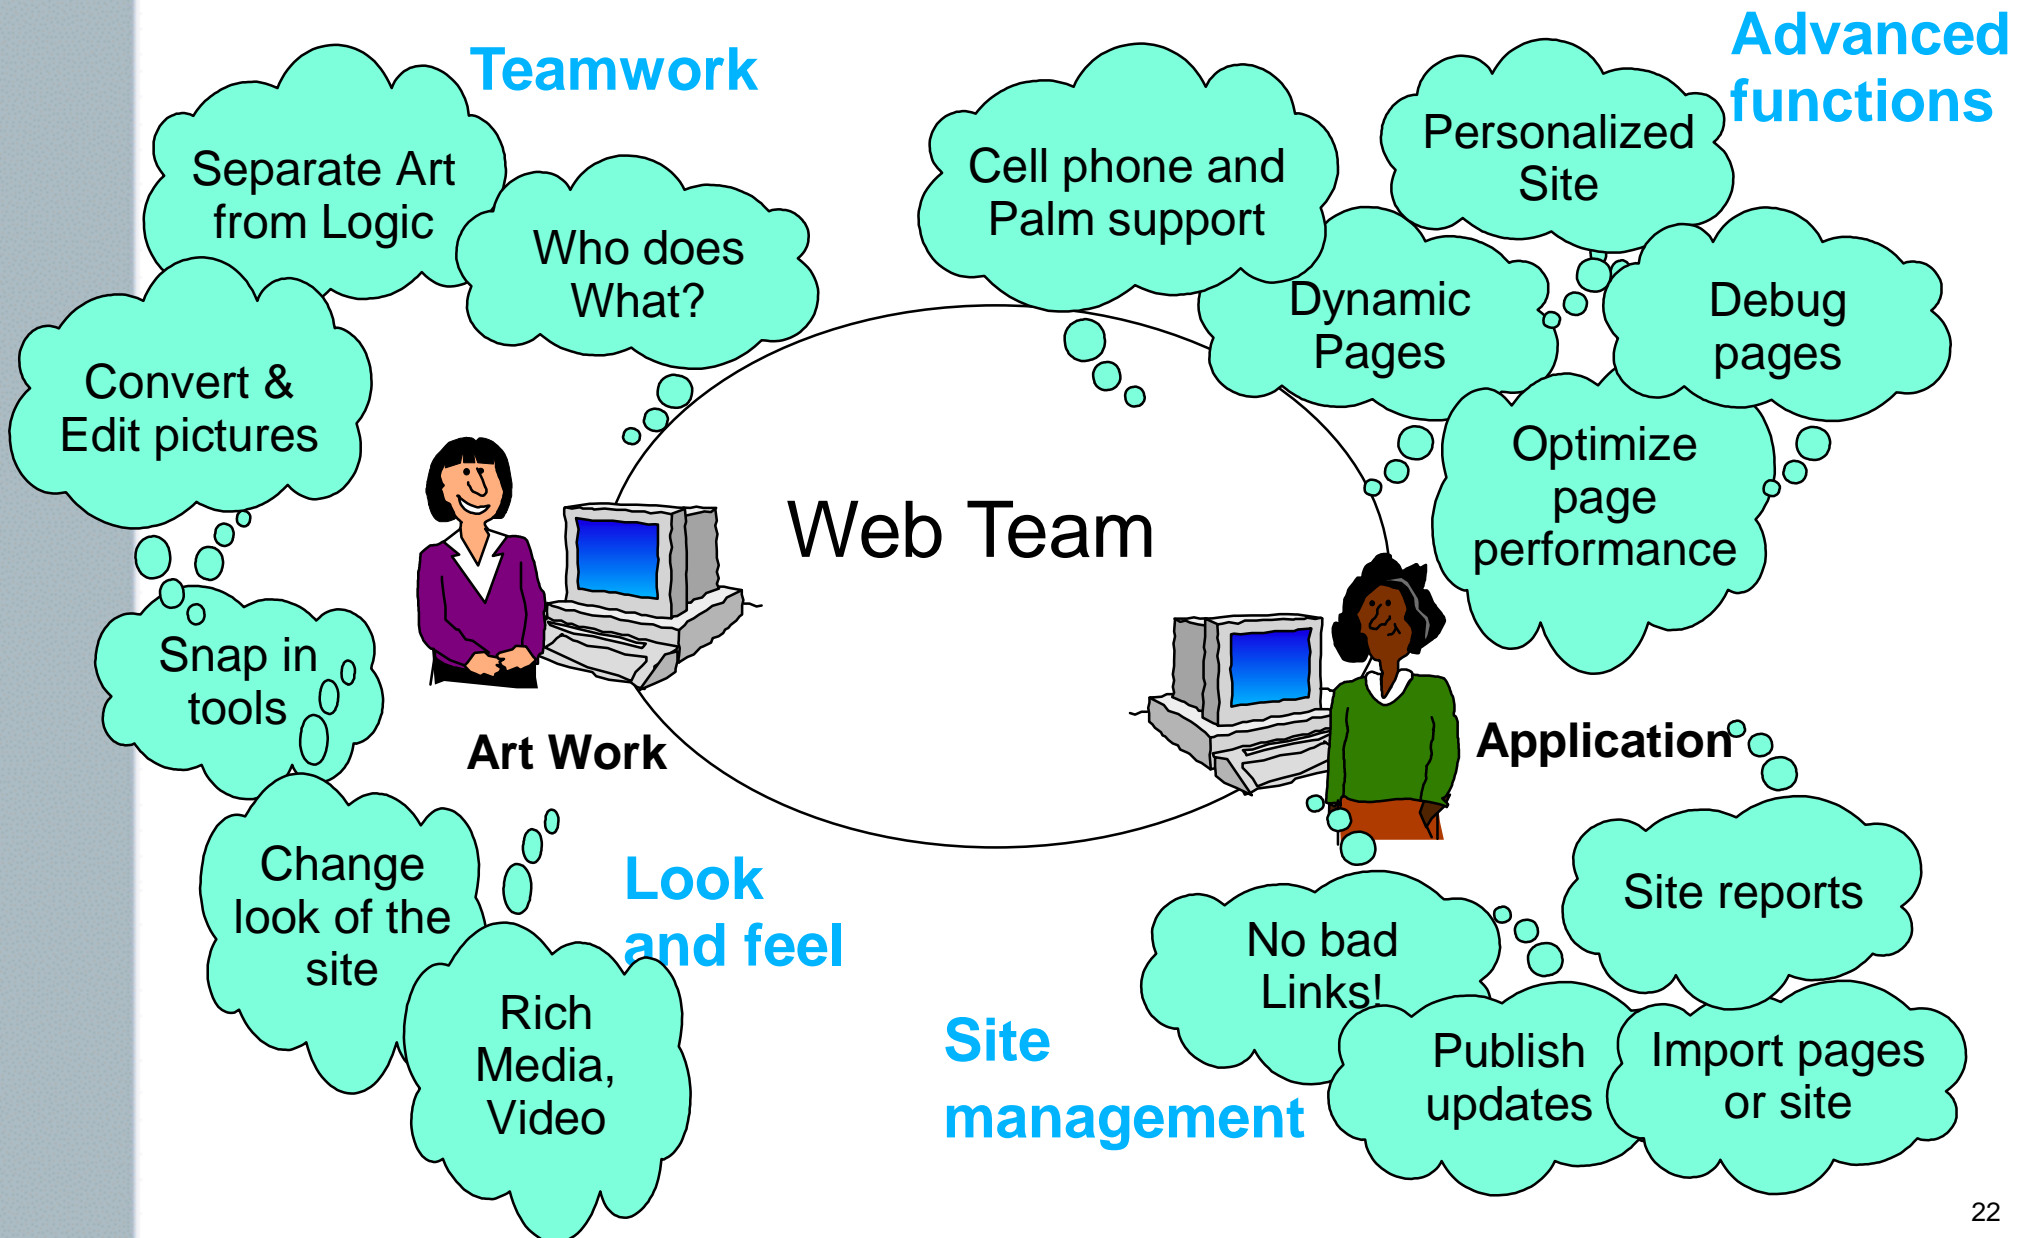 Teamwork
Separate Art
from Logic
Who does
What?
Convert &
Edit pictures
Snap in
tools
Change
look of the
site
Rich
Media,
Video
Look
and feel
Art Work
Web Team
Advanced
functions
Cell phone and
Palm support
Personalized
Site
Dynamic
Pages
Debug
pages
Optimize
page
performance
Application
Site
management
No bad
Links!
Site reports
Publish
updates
Import pages
or site
22